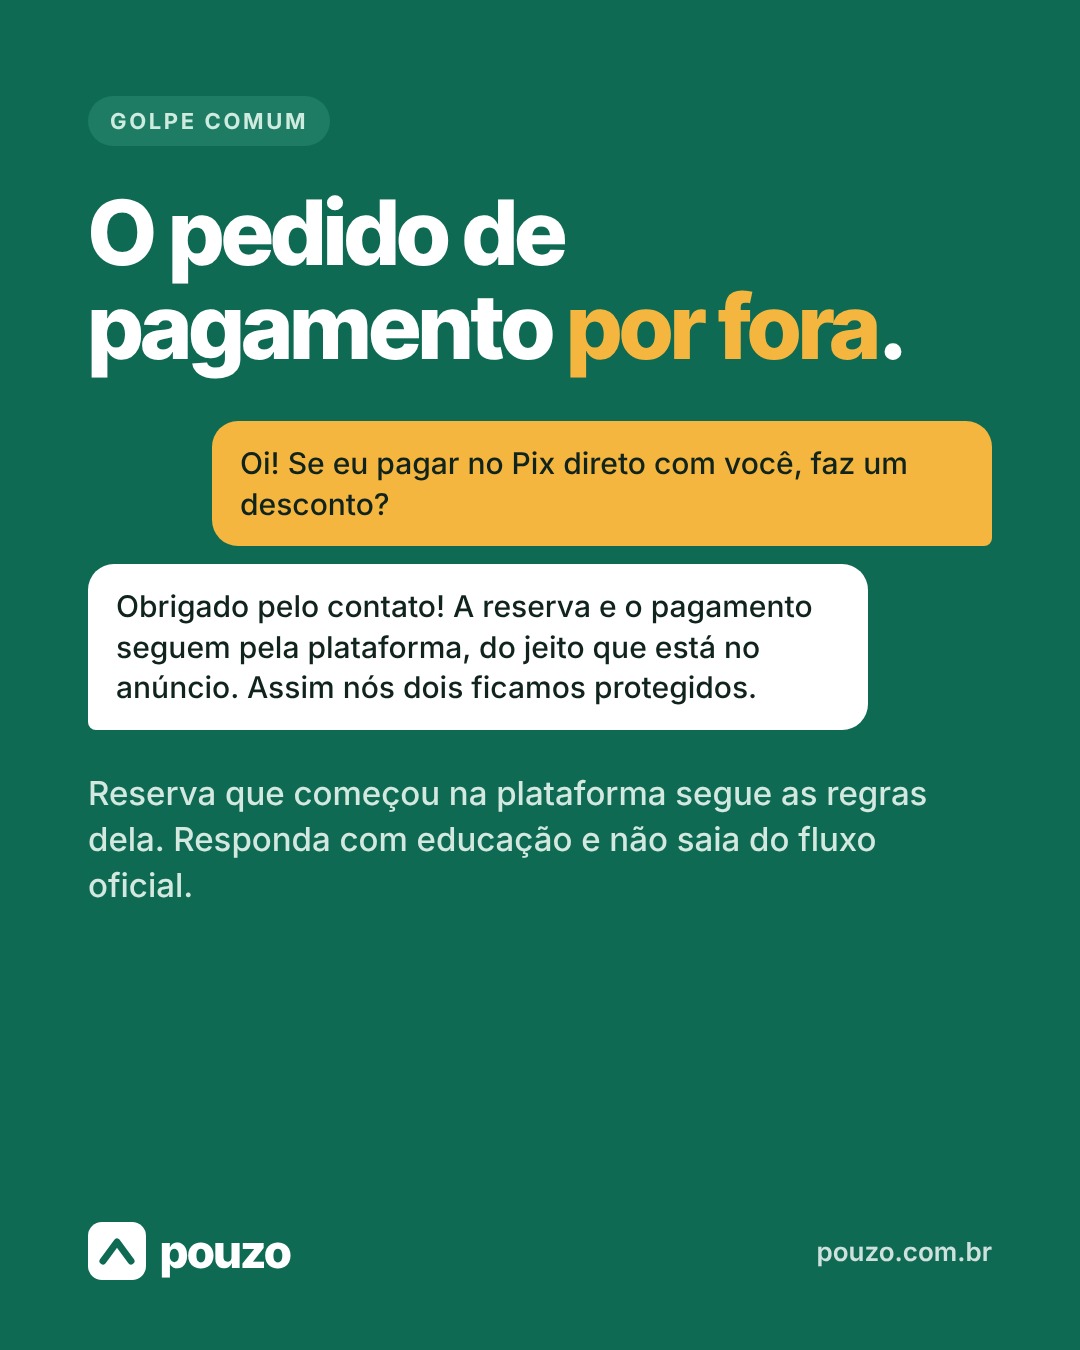 GOLPE COMUM
O pedido de
pagamento por fora.
Oi! Se eu pagar no Pix direto com você, faz um
desconto?
Obrigado pelo contato! A reserva e o pagamento
seguem pela plataforma, do jeito que está no
anúncio. Assim nós dois ficamos protegidos.
Reserva que começou na plataforma segue as regras
dela. Responda com educação e não saia do fluxo
oficial.
pouzo
pouzo.com.br